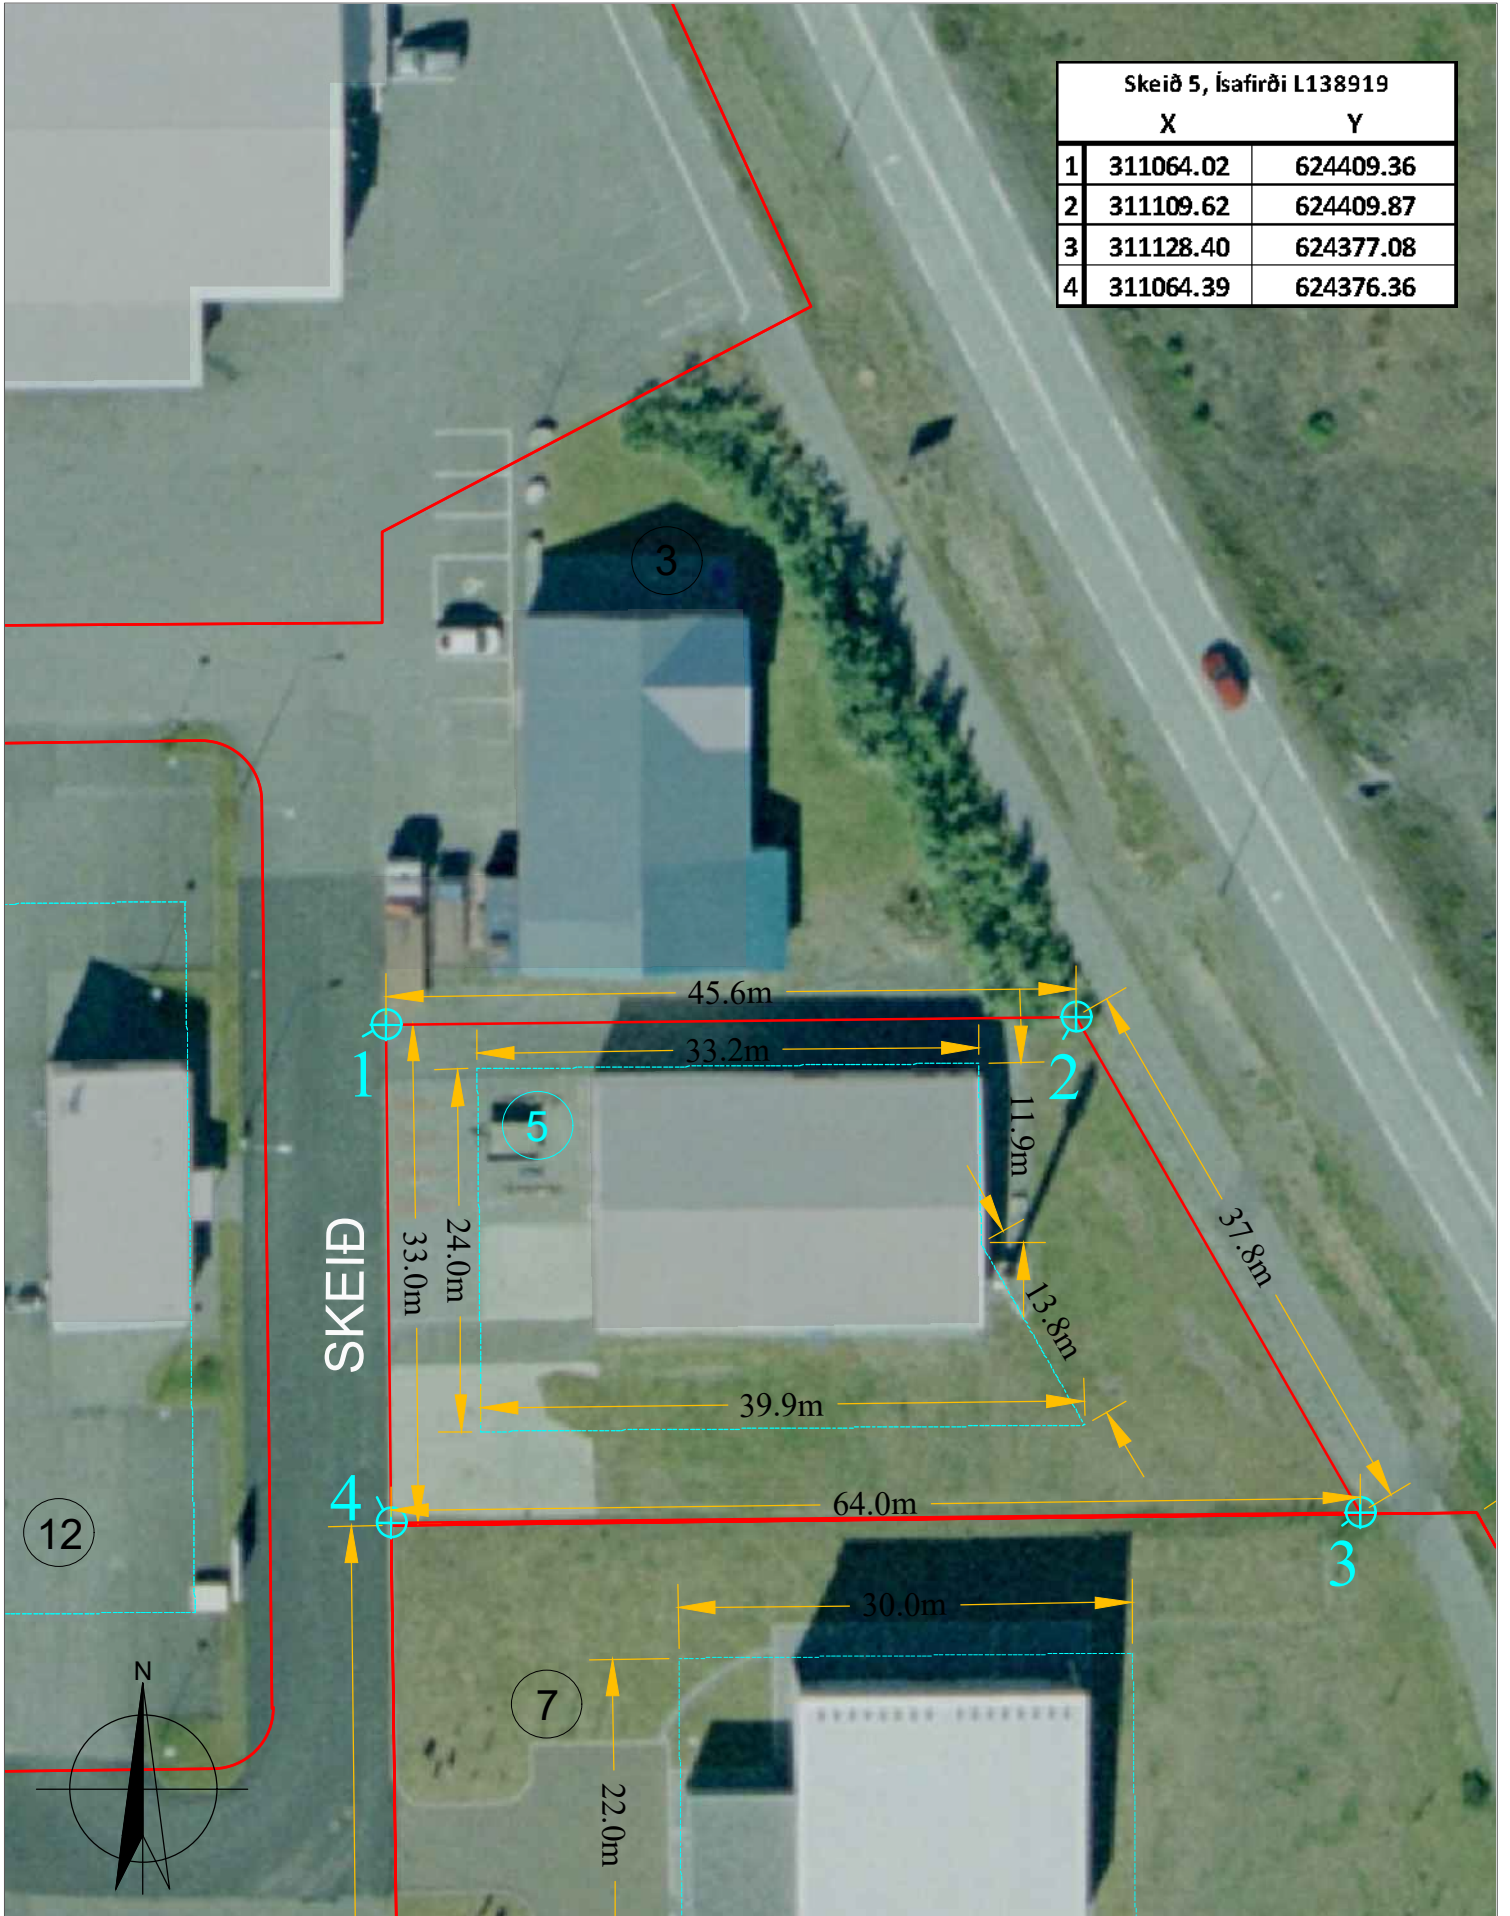 Skeið 5, Ísafirði L138919
X Y
1 311064.02 624409.36
2 311109.62 624409.87
3 311128.40 624377.08
4 311064.39 624376.36
3
45.6m
1
33.2m
2
5
11.9m
37.8m
SKEIÐ
33.0m
24.0m
13.8m
39.9m
4
64.0m
3
12
30.0m
N
7
22.0m